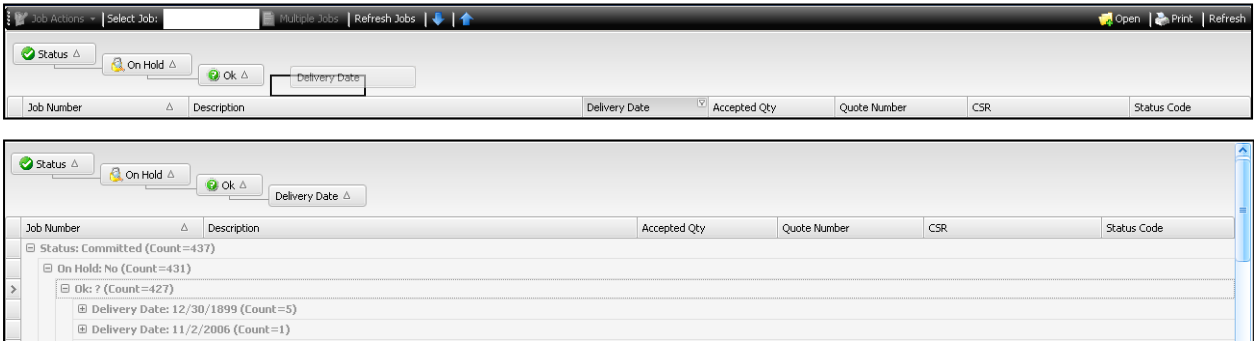 Job Actions Select Job: Multiple Jobs Refresh Jobs Open Print Refresh
Status
On Hold
Ok Delivery Date
Job Number Description Delivery Date Accepted Qty Quote Number CSR Status Code
Status
On Hold
Ok
Delivery Date
Job Number Description Accepted Qty Quote Number CSR Status Code
Status: Committed (Count=437)
On Hold: No (Count=431)
Ok: ? (Count=427)
Delivery Date: 12/30/1899 (Count=5)
Delivery Date: 11/2/2006 (Count=1)